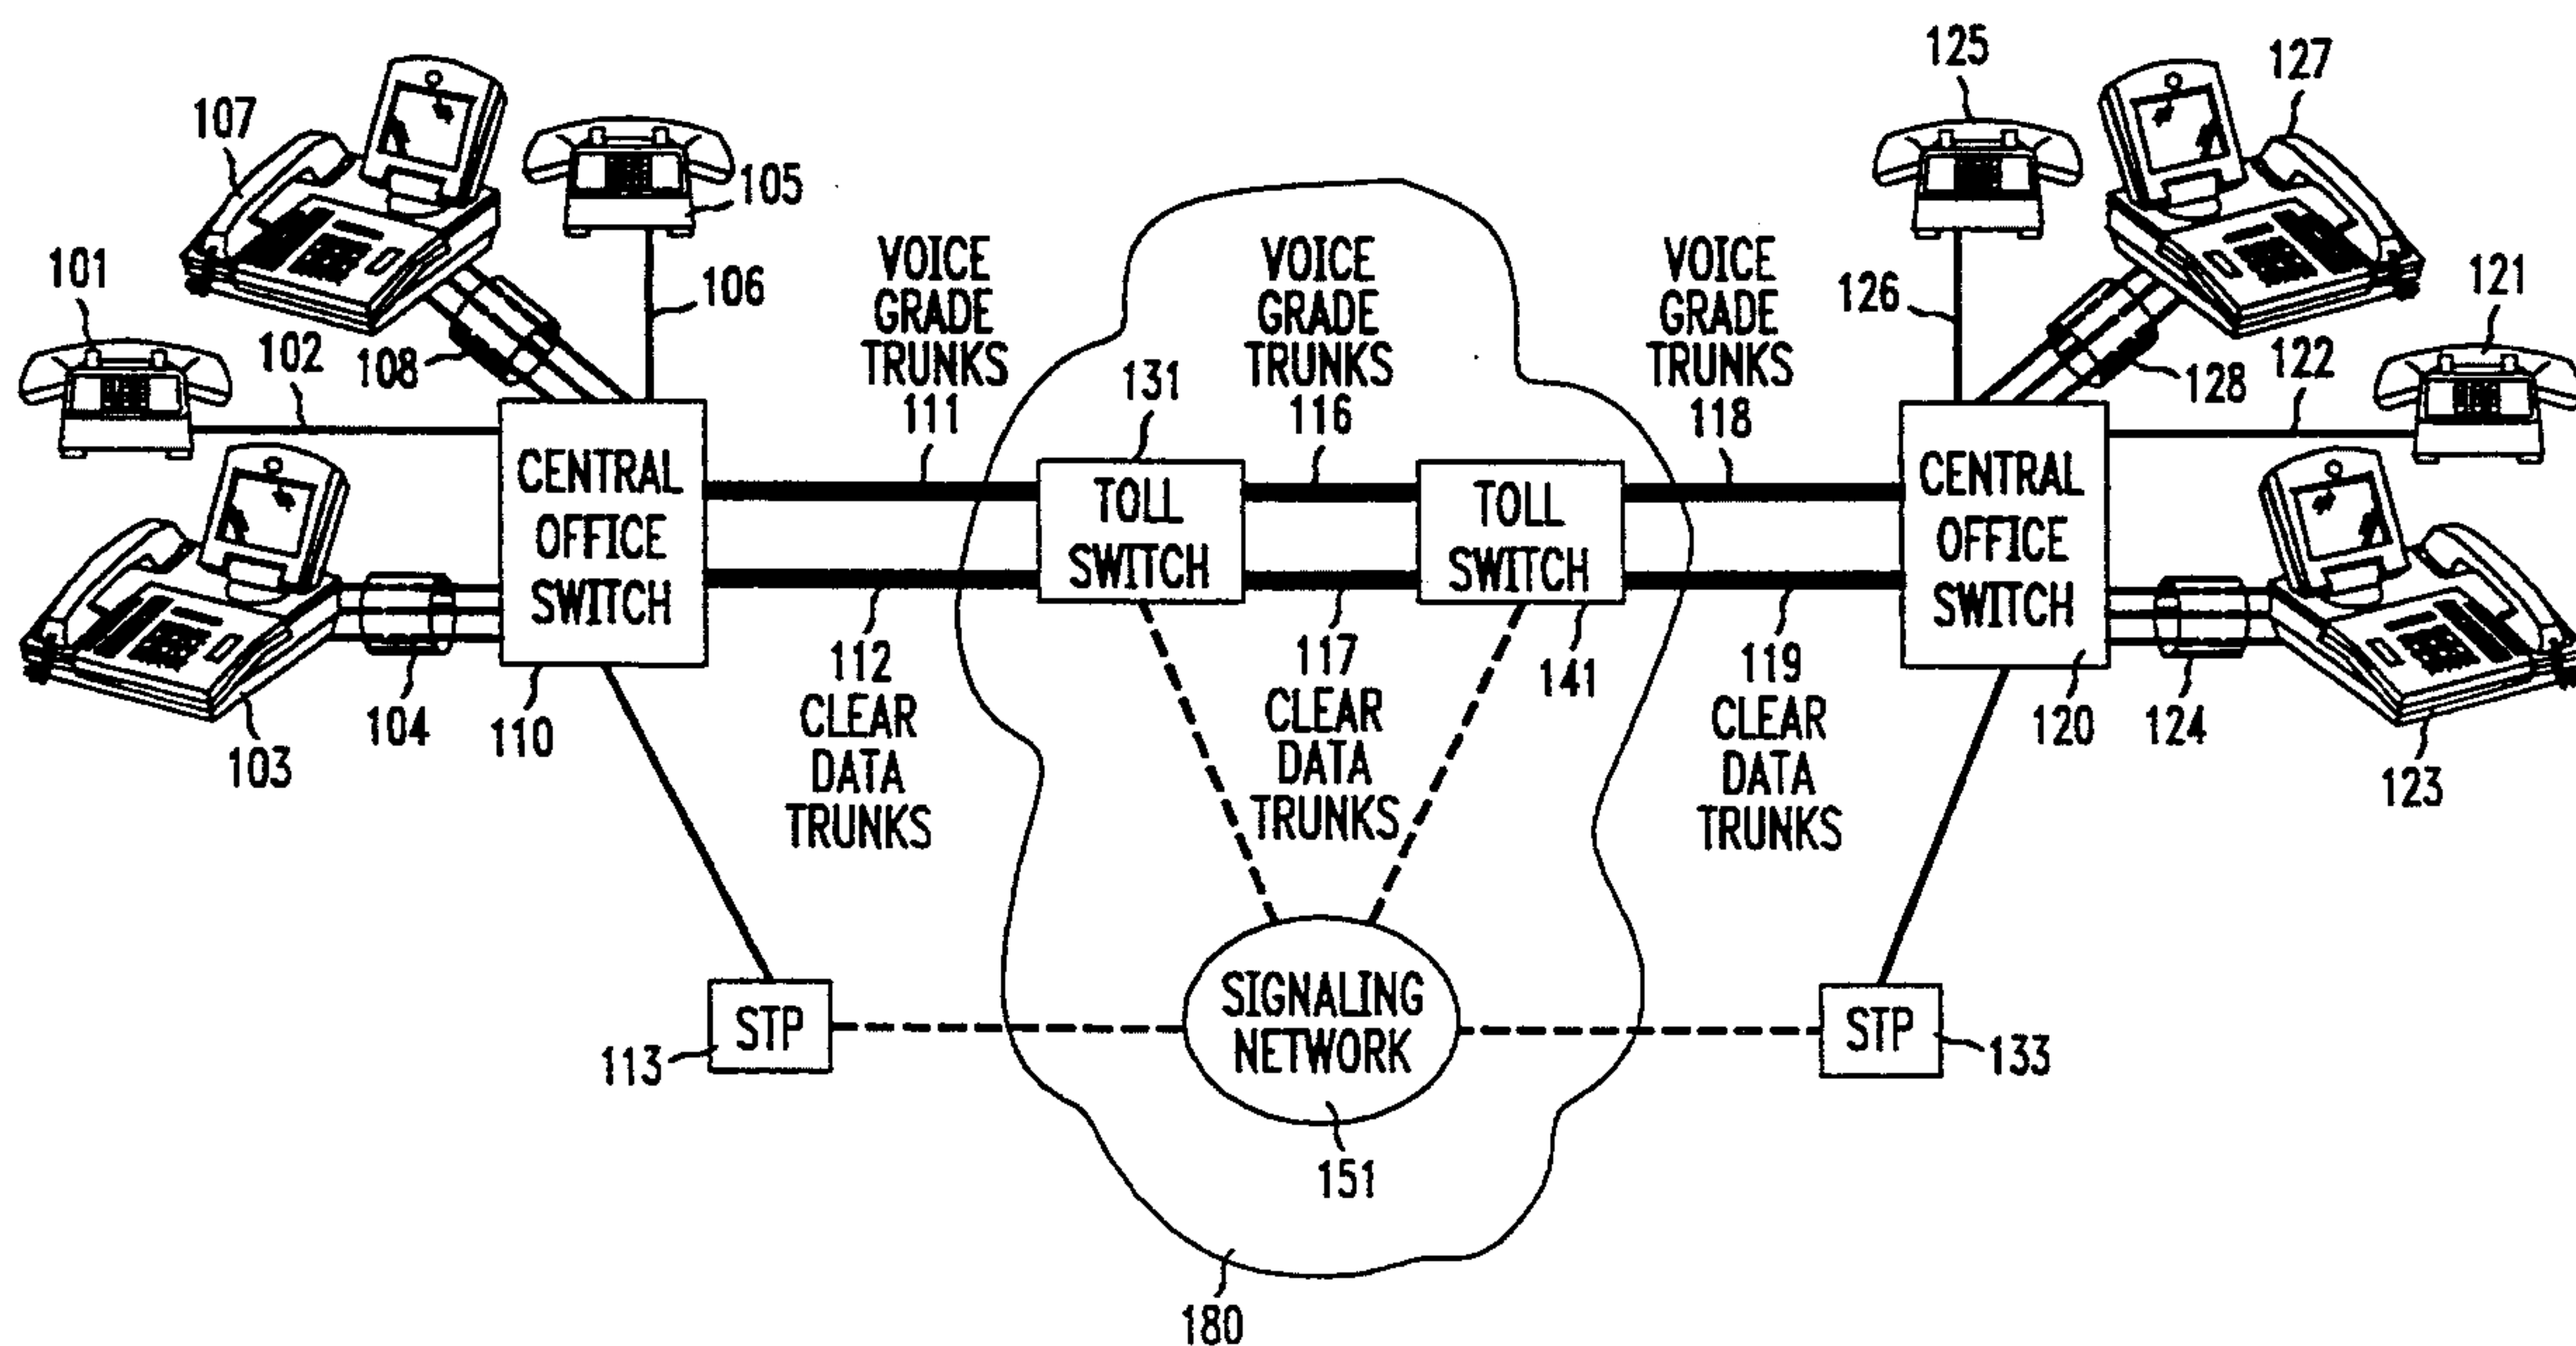 107
101
102
108
105
106
103
104
110
CENTRAL
OFFICE
SWITCH
VOICE
GRADE
TRUNKS
111
112
CLEAR
DATA
TRUNKS
113
STP
131
TOLL
SWITCH
VOICE
GRADE
TRUNKS
116
117
CLEAR
DATA
TRUNKS
TOLL
SWITCH
141
SIGNALING
NETWORK
151
180
VOICE
GRADE
TRUNKS
118
119
CLEAR
DATA
TRUNKS
STP
133
125
126
127
128
121
122
CENTRAL
OFFICE
SWITCH
120
124
123